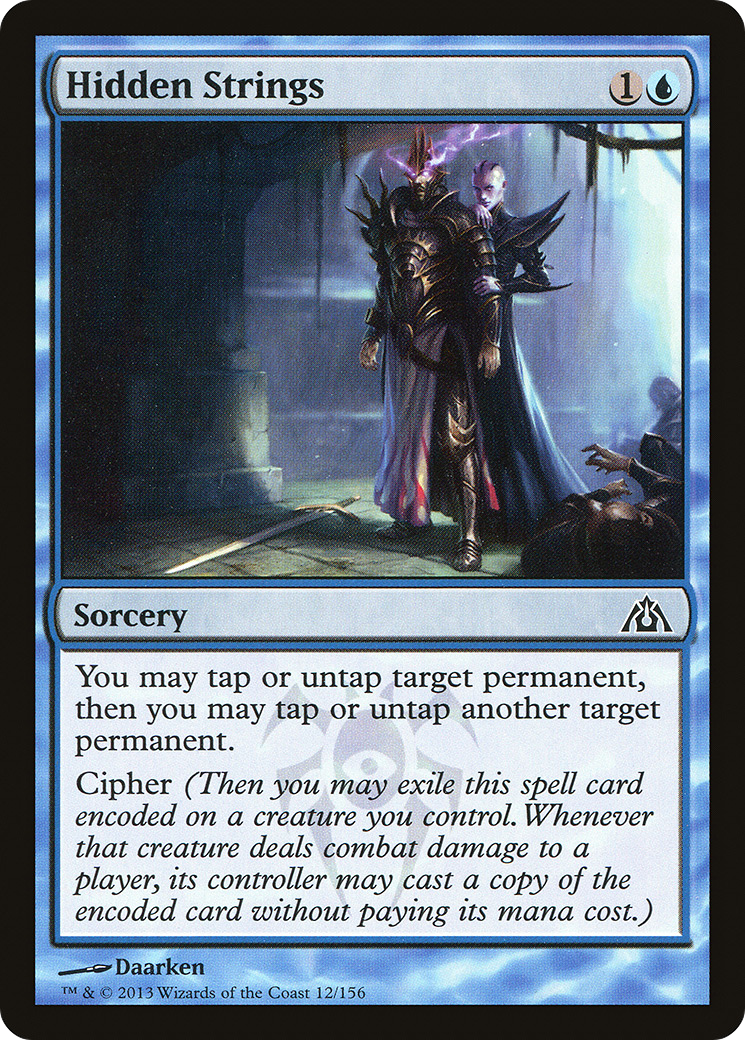 Hidden Strings 1
Sorcery
You may tap or untap target permanent,
then you may tap or untap another target
permanent.
Cipher (Then you may exile this spell card
encoded on a creature you control. Whenever
that creature deals combat damage to a
player, its controller may cast a copy of the
encoded card without paying its mana cost.)
Daarken
™ & © 2013 Wizards of the Coast 12/156